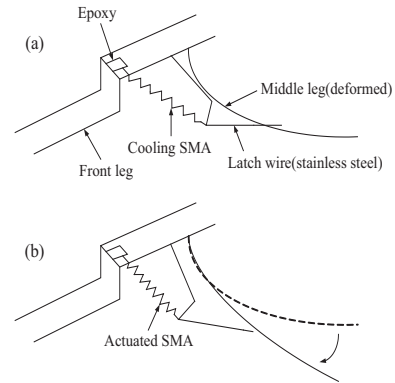 Epoxy
(a)
Middle leg(deformed)
Cooling SMA
Latch wire(stainless steel)
Front leg
(b)
Actuated SMA